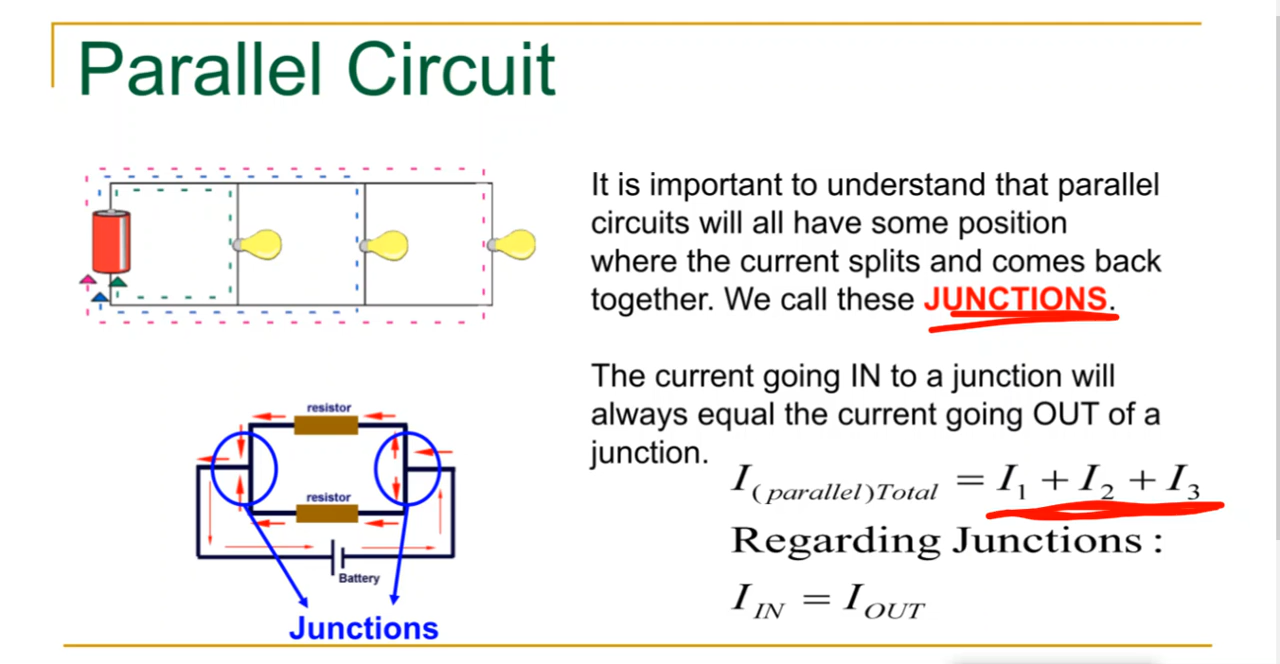 Parallel Circuit
It is important to understand that parallel
circuits will all have some position
where the current splits and comes back
together. We call these JUNCTIONS.
The current going IN to a junction will
always equal the current going OUT of a
junction.
I(parallel)Total = I1 + I2 + I3
Regarding Junctions :
IIN = IOUT
resistor
resistor
Battery
Junctions